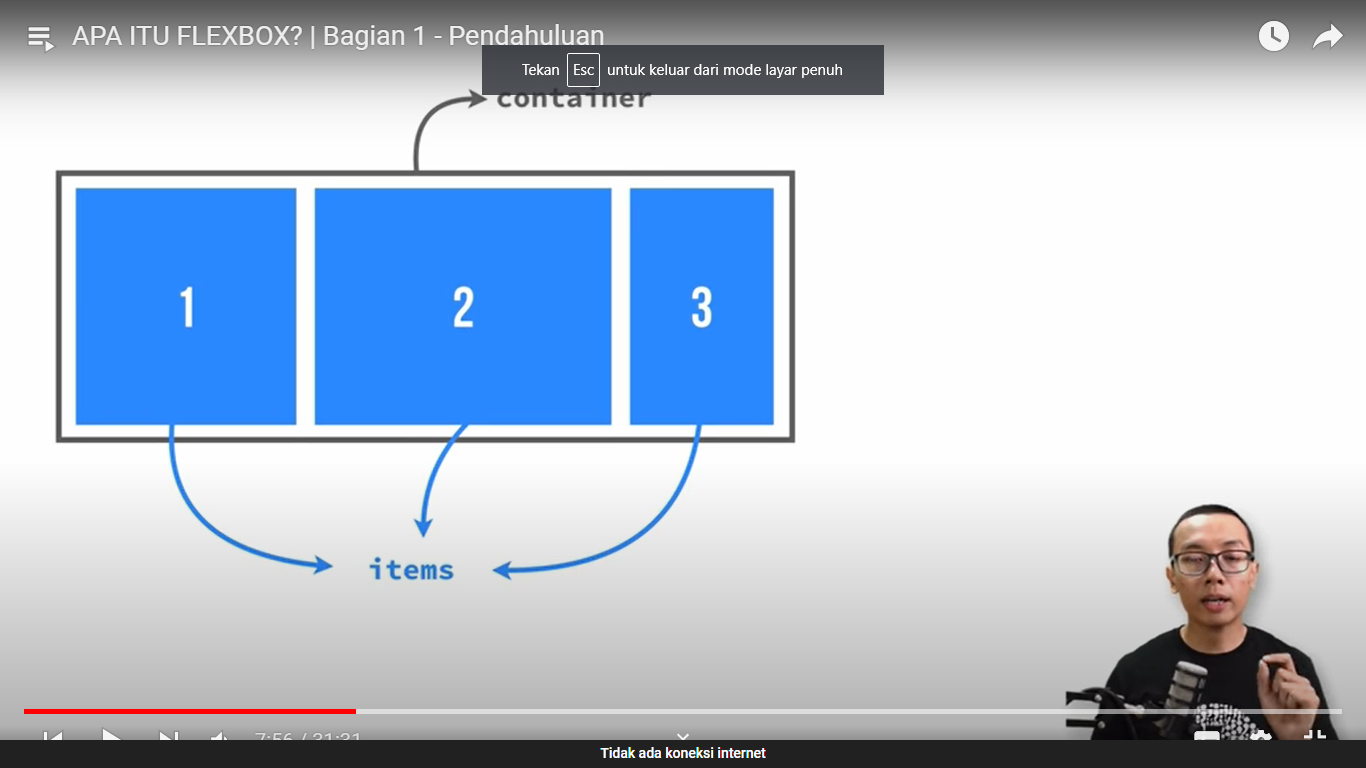 APA ITU FLEXBOX? | Bagian 1 - Pendahuluan
Tekan Esc untuk keluar dari mode layar penuh
container
1
2
3
items
7:56 / 31:31
Tidak ada koneksi internet